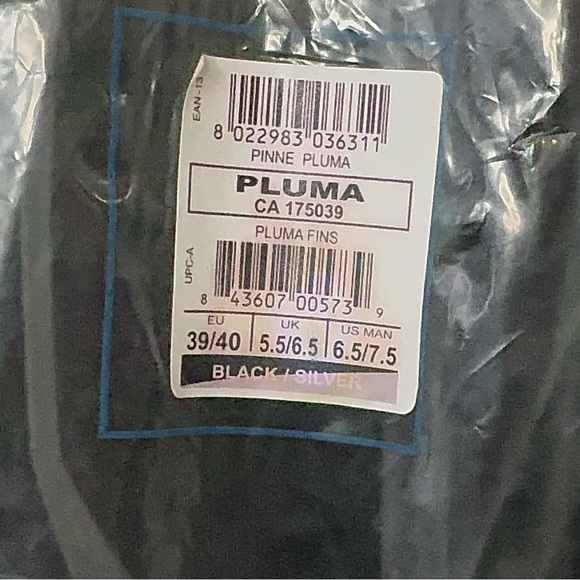 EAN-13
8 022983 036311
PINNE PLUMA
PLUMA
CA 175039
PLUMA FINS
UPC-A
8 43607 00573 9
EU UK US MAN
39/40 5.5/6.5 6.5/7.5
BLACK / SILVER